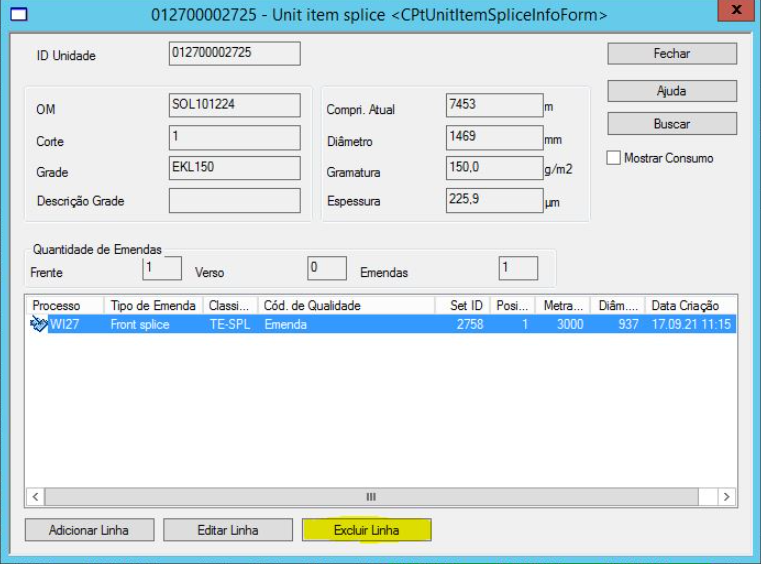 012700002725 - Unit item splice <CPtUnitItemSpliceInfoForm>
x
ID Unidade 012700002725 Fechar
Ajuda
OM SOL101224 Compri. Atual 7453 m
Buscar
Corte 1 Diâmetro 1469 mm
Mostrar Consumo
Grade EKL150 Gramatura 150,0 g/m2
Descrição Grade Espessura 225,9 µm
Quantidade de Emendas
Frente 1 Verso 0 Emendas 1
Processo Tipo de Emenda Classi... Cód. de Qualidade Set ID Posi... Metra... Diâm.... Data Criação
WI27 Front splice TE-SPL Emenda 2758 1 3000 937 17.09.21 11:15
Adicionar Linha Editar Linha Excluir Linha